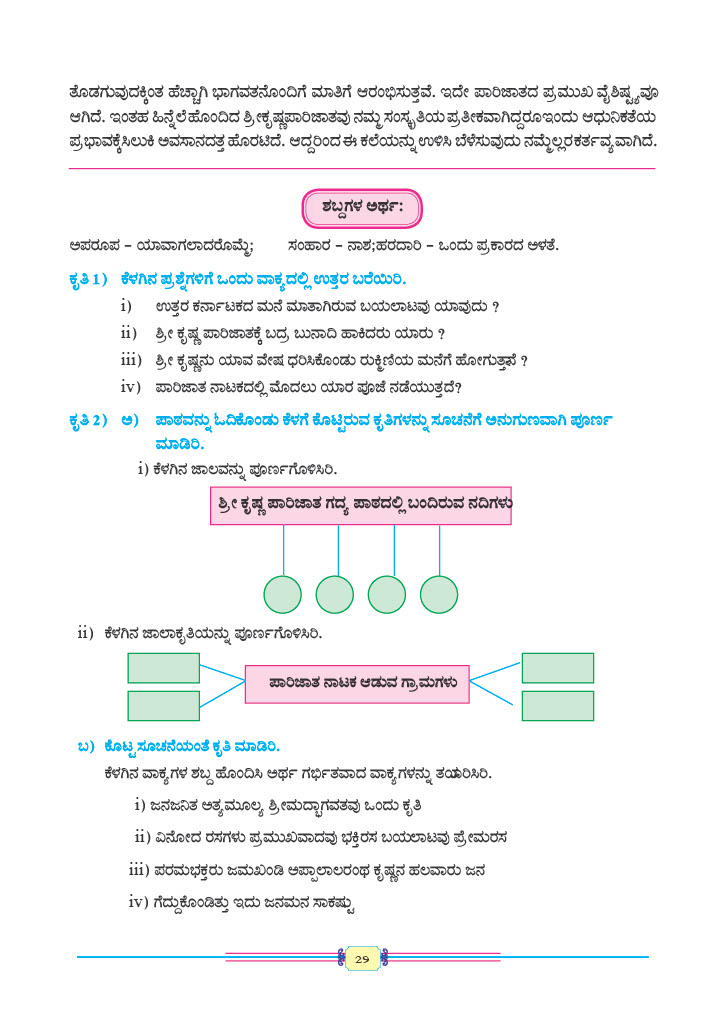 ತೊಡಗುವುದಕ್ಕಿಂತ ಹೆಚ್ಚಾಗಿ ಭಾಗವತನೊಂದಿಗೆ ಮಾತಿಗೆ ಆರಂಭಿಸುತ್ತವೆ. ಇದೇ ಪಾರಿಜಾತದ ಪ್ರಮುಖ ವೈಶಿಷ್ಟ್ಯವೂ
ಆಗಿದೆ. ಇಂತಹ ಹಿನ್ನೆಲೆಹೊಂದಿದ ಶ್ರೀಕೃಷ್ಣಪಾರಿಜಾತವು ನಮ್ಮ ಸಂಸ್ಕೃತಿಯ ಪ್ರತೀಕವಾಗಿದ್ದರೂಇಂದು ಆಧುನಿಕತೆಯ
ಪ್ರಭಾವಕ್ಕೆಸಿಲುಕಿ ಅವಸಾನದತ್ತ ಹೊರಟಿದೆ. ಆದ್ದರಿಂದ ಈ ಕಲೆಯನ್ನು ಉಳಿಸಿ ಬೆಳೆಸುವುದು ನಮ್ಮೆಲ್ಲರಕರ್ತವ್ಯವಾಗಿದೆ.
ಶಬ್ದಗಳ ಅರ್ಥ:
ಅಪರೂಪ – ಯಾವಾಗಲಾದರೊಮ್ಮೆ; ಸಂಹಾರ – ನಾಶ;ಹರದಾರಿ – ಒಂದು ಪ್ರಕಾರದ ಅಳತೆ.
ಕೃತಿ 1) ಕೆಳಗಿನ ಪ್ರಶ್ನೆಗಳಿಗೆ ಒಂದು ವಾಕ್ಯದಲ್ಲಿ ಉತ್ತರ ಬರೆಯಿರಿ.
i) ಉತ್ತರ ಕರ್ನಾಟಕದ ಮನೆ ಮಾತಾಗಿರುವ ಬಯಲಾಟವು ಯಾವುದು ?
ii) ಶ್ರೀ ಕೃಷ್ಣ ಪಾರಿಜಾತಕ್ಕೆ ಬದ್ರ ಬುನಾದಿ ಹಾಕಿದರು ಯಾರು ?
iii) ಶ್ರೀ ಕೃಷ್ಣನು ಯಾವ ವೇಷ ಧರಿಸಿಕೊಂಡು ರುಕ್ಮಿಣಿಯ ಮನೆಗೆ ಹೋಗುತ್ತಾನೆ ?
iv) ಪಾರಿಜಾತ ನಾಟಕದಲ್ಲಿ ಮೊದಲು ಯಾರ ಪೂಜೆ ನಡೆಯುತ್ತದೆ?
ಕೃತಿ 2) ಅ) ಪಾಠವನ್ನು ಓದಿಕೊಂಡು ಕೆಳಗೆ ಕೊಟ್ಟಿರುವ ಕೃತಿಗಳನ್ನು ಸೂಚನೆಗೆ ಅನುಗುಣವಾಗಿ ಪೂರ್ಣ
ಮಾಡಿರಿ.
i) ಕೆಳಗಿನ ಜಾಲವನ್ನು ಪೂರ್ಣಗೊಳಿಸಿರಿ.
ಶ್ರೀ ಕೃಷ್ಣ ಪಾರಿಜಾತ ಗದ್ಯ ಪಾಠದಲ್ಲಿ ಬಂದಿರುವ ನದಿಗಳು
ii) ಕೆಳಗಿನ ಜಾಲಾಕೃತಿಯನ್ನು ಪೂರ್ಣಗೊಳಿಸಿರಿ.
ಪಾರಿಜಾತ ನಾಟಕ ಆಡುವ ಗ್ರಾಮಗಳು
ಬ) ಕೊಟ್ಟ ಸೂಚನೆಯಂತೆ ಕೃತಿ ಮಾಡಿರಿ.
ಕೆಳಗಿನ ವಾಕ್ಯಗಳ ಶಬ್ದ ಹೊಂದಿಸಿ ಅರ್ಥ ಗರ್ಭಿತವಾದ ವಾಕ್ಯಗಳನ್ನು ತಯಾರಿಸಿರಿ.
i) ಜನಜನಿತ ಅತ್ಯಮೂಲ್ಯ ಶ್ರೀಮದ್ಭಾಗವತವು ಒಂದು ಕೃತಿ
ii) ವಿನೋದ ರಸಗಳು ಪ್ರಮುಖವಾದವು ಭಕ್ತಿರಸ ಬಯಲಾಟವು ಪ್ರೇಮರಸ
iii) ಪರಮಭಕ್ತರು ಜಮಖಂಡಿ ಅಪ್ಪಾಲಾಲರಂಥ ಕೃಷ್ಣನ ಹಲವಾರು ಜನ
iv) ಗೆದ್ದುಕೊಂಡಿತ್ತು ಇದು ಜನಮನ ಸಾಕಷ್ಟು
29